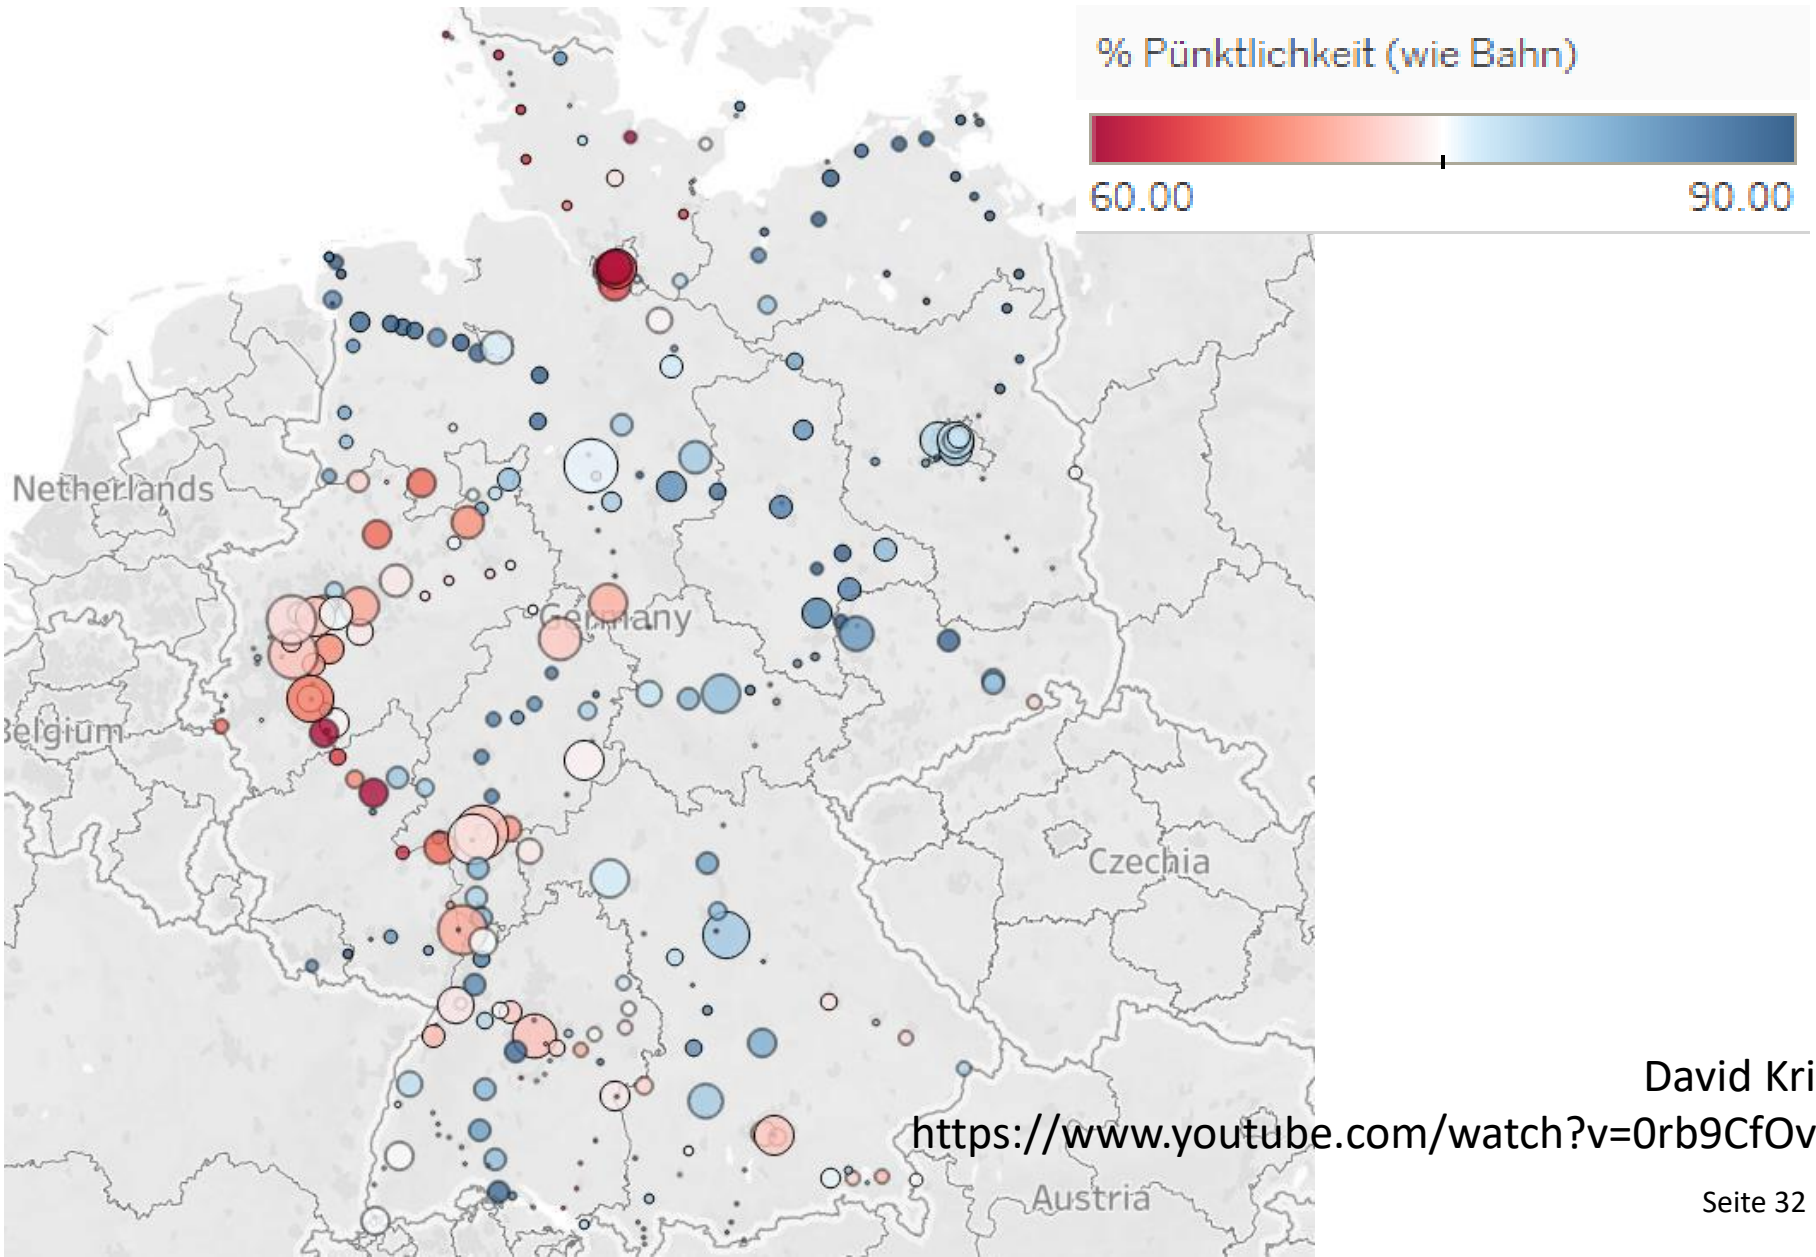 % Pünktlichkeit (wie Bahn)
60.00 90.00
Netherlands
Germany
Belgium
Czechia
David Kri
https://www.youtube.com/watch?v=0rb9CfOv
Austria
Seite 32